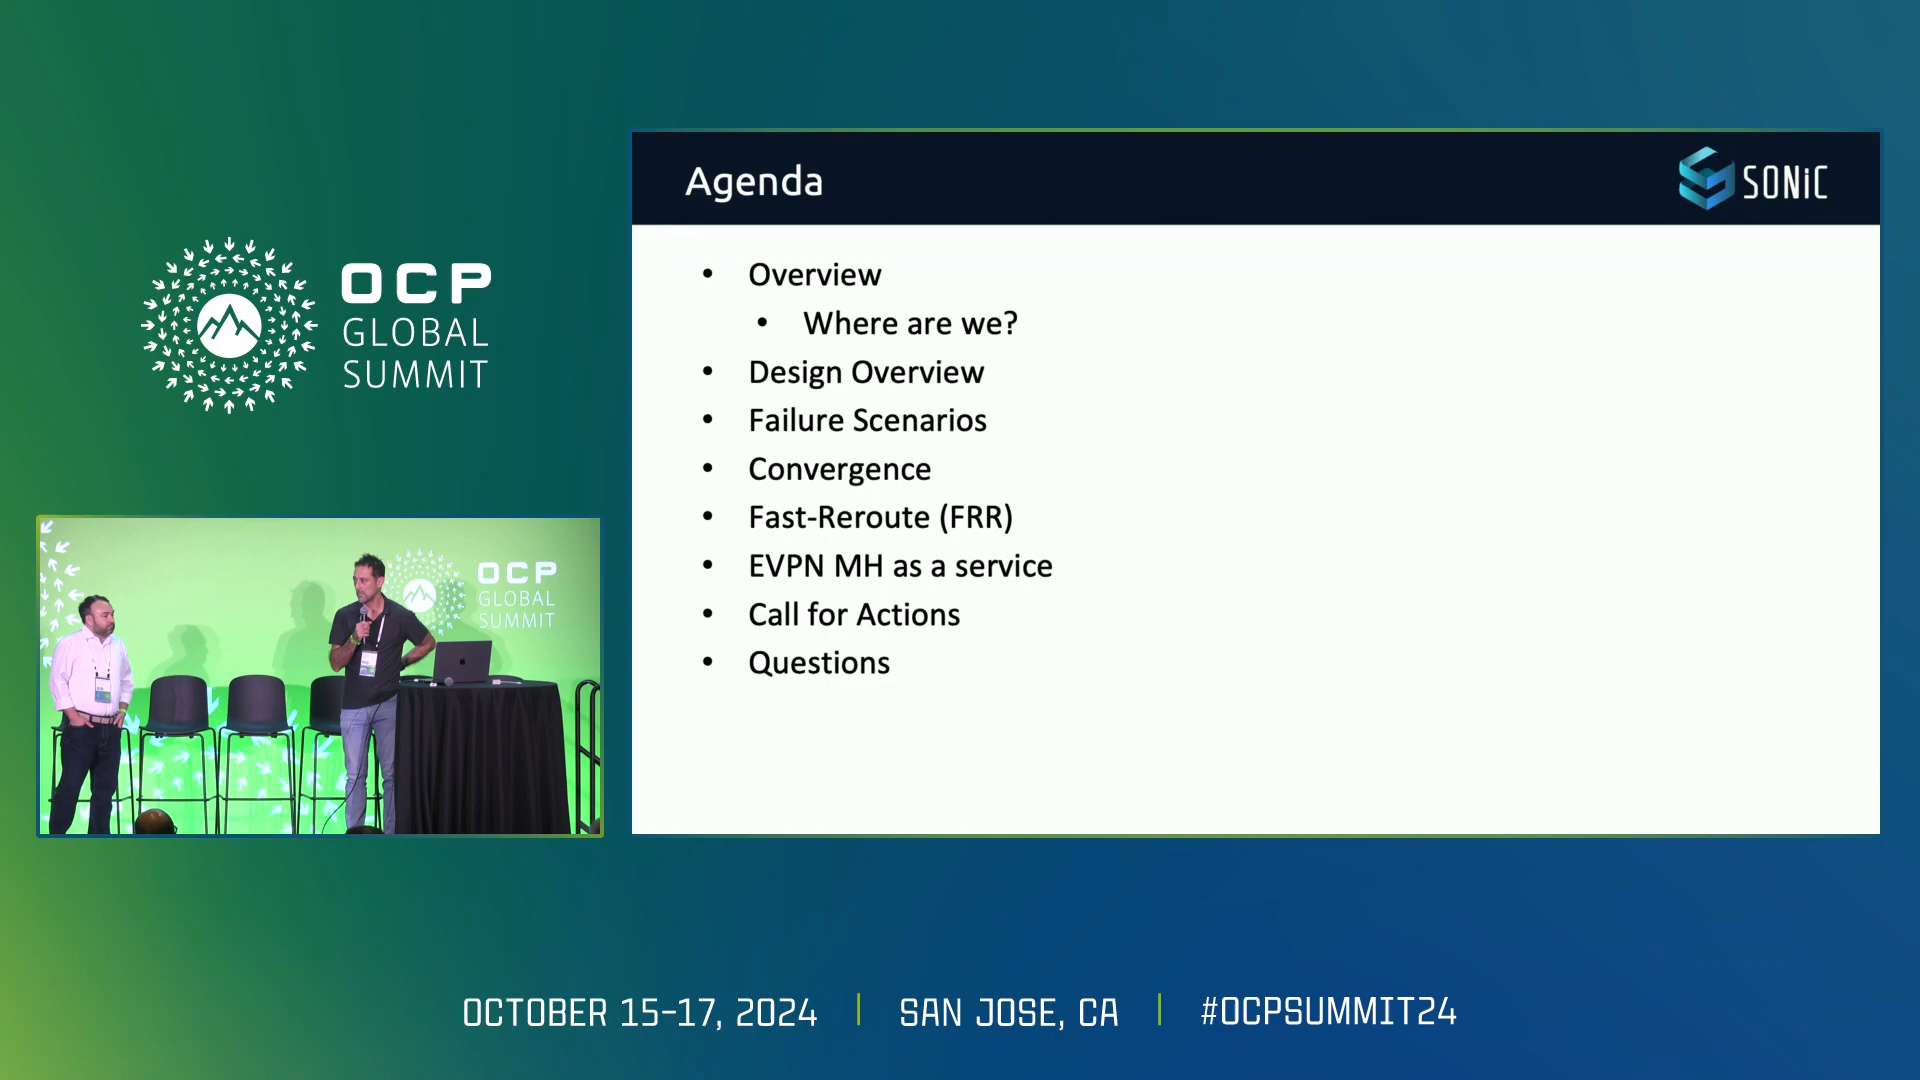 OCP
GLOBAL
SUMMIT
Agenda
SONiC
• Overview
• Where are we?
• Design Overview
• Failure Scenarios
• Convergence
• Fast-Reroute (FRR)
• EVPN MH as a service
• Call for Actions
• Questions
OCP
GLOBAL
SUMMIT
OCTOBER 15-17, 2024 | SAN JOSE, CA | #OCPSUMMIT24